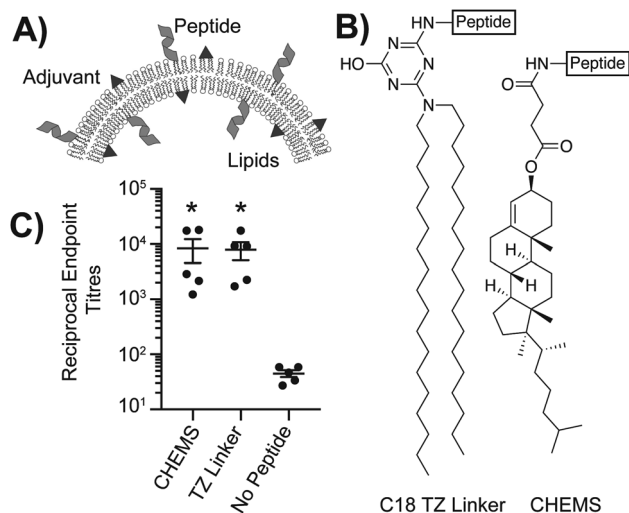 A)
Peptide
Adjuvant
Lipids
B)
HN
Peptide
HO
N
N
N
N
HN
Peptide
O
O
O
H
H
H
C18 TZ Linker
CHEMS
C)
Reciprocal Endpoint
Titres
10^5
10^4
10^3
10^2
10^1
*
*
CHEMS
TZ Linker
No Peptide